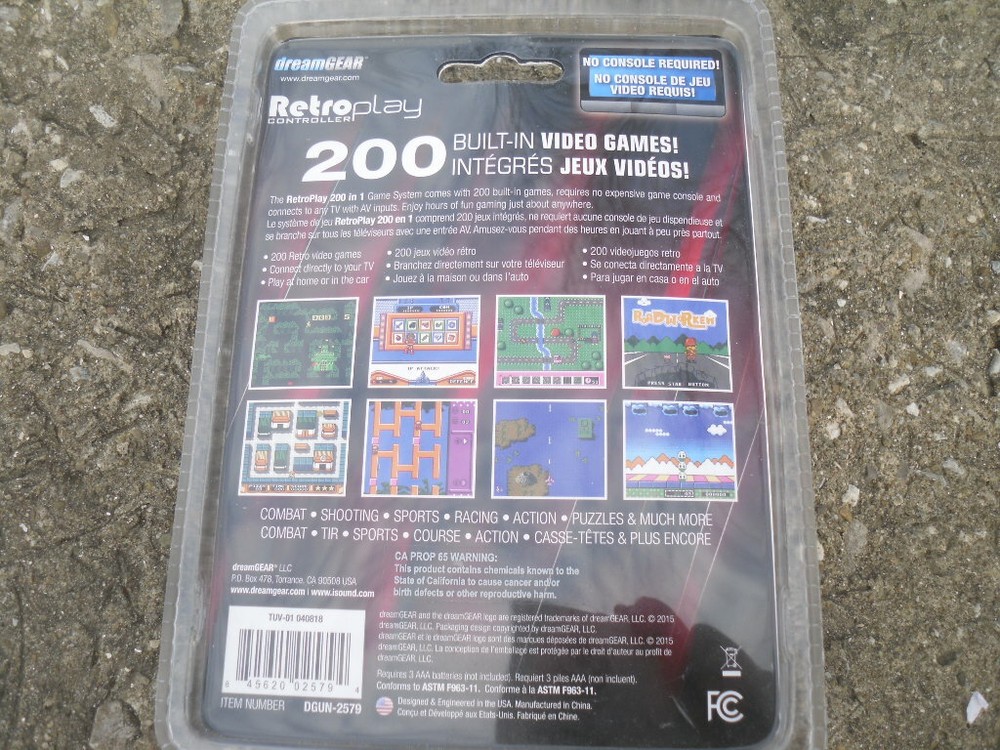 dreamGEAR®
www.dreamgear.com
NO CONSOLE REQUIRED!
NO CONSOLE DE JEU
VIDEO REQUIS!
Retroplay
CONTROLLER
200 BUILT-IN VIDEO GAMES!
INTÉGRÉS JEUX VIDÉOS!
The RetroPlay 200 in 1 Game System comes with 200 built-in games, requires no expensive game console and
connects to any TV with AV inputs. Enjoy hours of fun gaming just about anywhere.
Le système de jeu RetroPlay 200 en 1 comprend 200 jeux intégrés, ne requiert aucune console de jeu dispendieuse et
se branche sur tous les téléviseurs avec une entrée AV. Amusez-vous pendant des heures en jouant à peu près partout.
• 200 Retro video games
• Connect directly to your TV
• Play at home or in the car
• 200 jeux vidéo rétro
• Branchez directement sur votre téléviseur
• Jouez à la maison ou dans l'auto
• 200 videojuegos retro
• Se conecta directamente a la TV
• Para jugar en casa o en el auto
PRESS START BUTTON
COMBAT • SHOOTING • SPORTS • RACING • ACTION • PUZZLES & MUCH MORE
COMBAT • TIR • SPORTS • COURSE • ACTION • CASSE-TÊTES & PLUS ENCORE
dreamGEAR® LLC
P.O. Box 478, Torrance, CA 90508 USA
www.dreamgear.com | www.isound.com
CA PROP 65 WARNING:
This product contains chemicals known to the
State of California to cause cancer and/or
birth defects or other reproductive harm.
TUV-01 040818
8 45620 02579 4
ITEM NUMBER DGUN-2579
dreamGEAR and the dreamGEAR logo are registered trademarks of dreamGEAR, LLC. © 2015
dreamGEAR, LLC. Packaging design copyrighted by dreamGEAR, LLC.
dreamGEAR et le dreamGEAR logo sont des marques déposées de dreamGEAR, LLC. © 2015
dreamGEAR, LLC. La conception de l'emballage est protégée par le droit d'auteur au profit de
dreamGEAR, LLC.
Requires 3 AAA batteries (not included). Requiert 3 piles AAA (non incluent).
Conforms to ASTM F963-11. Conforme à la ASTM F963-11.
Designed & Engineered in the USA. Manufactured in China.
Conçu et Développé aux Etats-Unis. Fabriqué en Chine.
FC